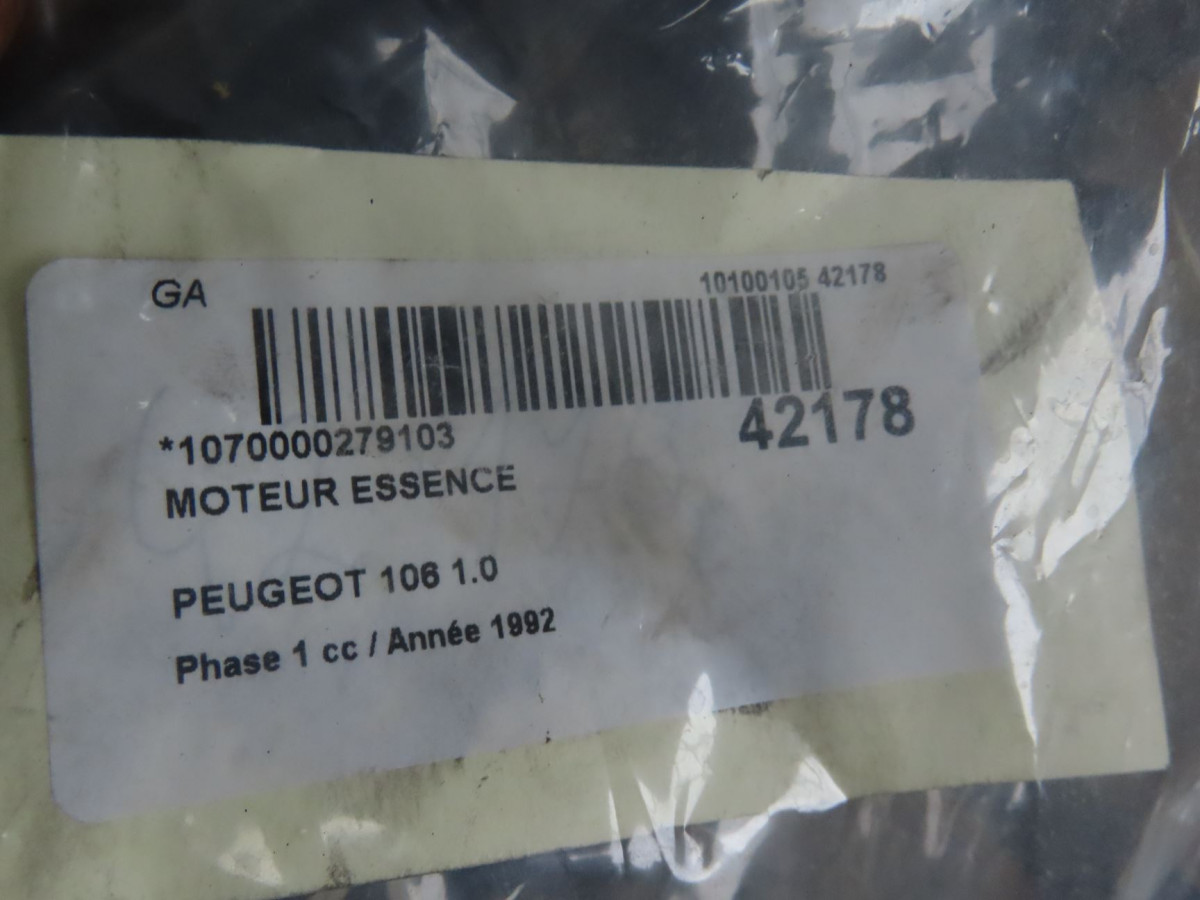 GA
10100105 42178
42178
*1070000279103
MOTEUR ESSENCE
PEUGEOT 106 1.0
Phase 1 cc / Année 1992